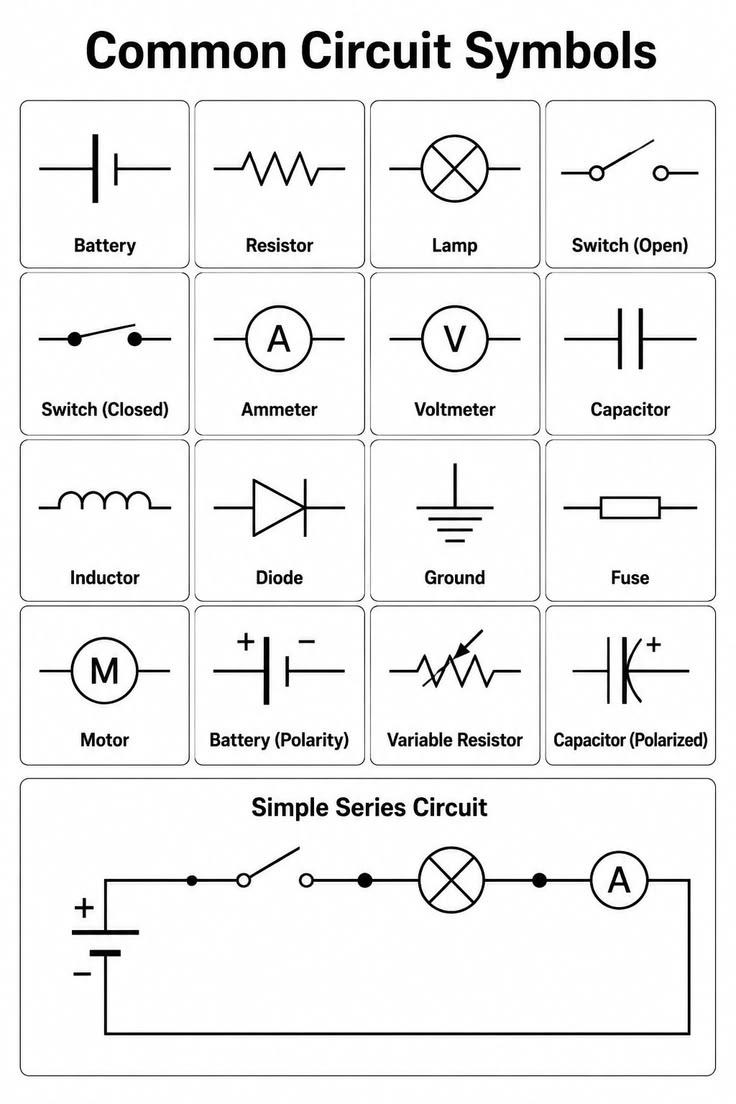 Common Circuit Symbols
Battery
Resistor
Lamp
Switch (Open)
Switch (Closed)
A
Ammeter
V
Voltmeter
Capacitor
Inductor
Diode
Ground
Fuse
M
Motor
+ −
Battery (Polarity)
Variable Resistor
+
Capacitor (Polarized)
Simple Series Circuit
A
+
−